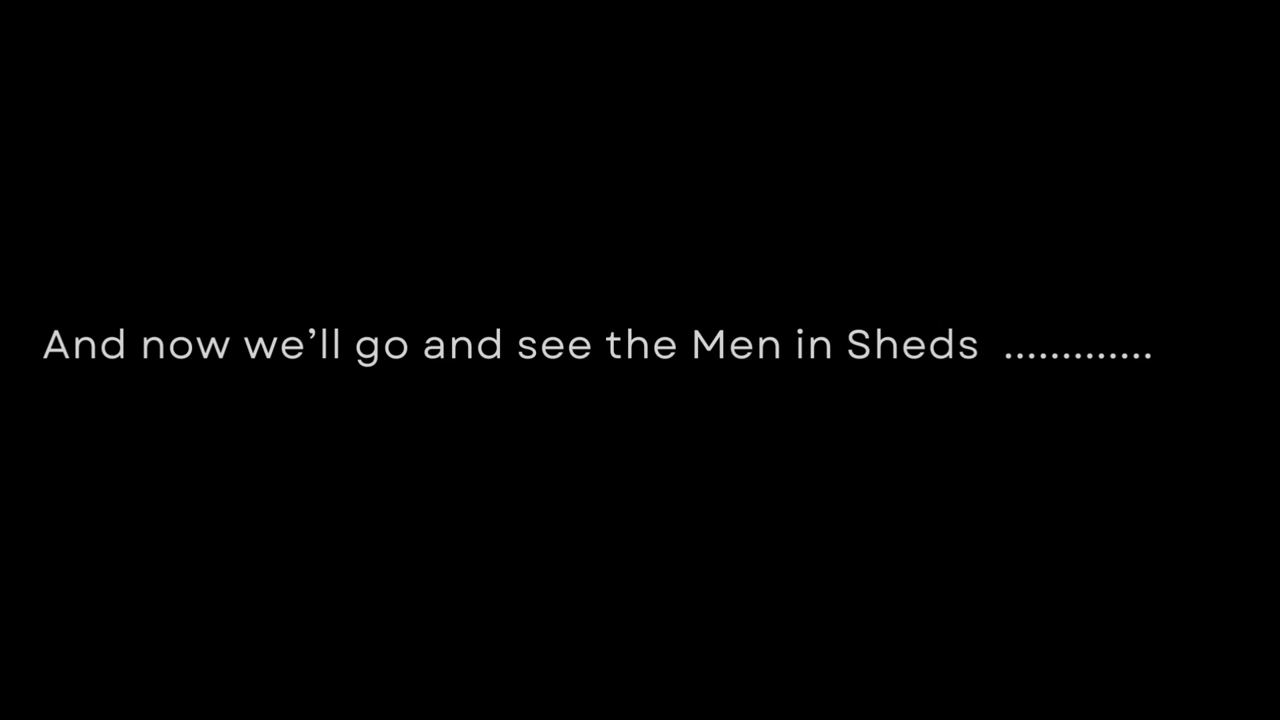 And now we’ll go and see the Men in Sheds .............